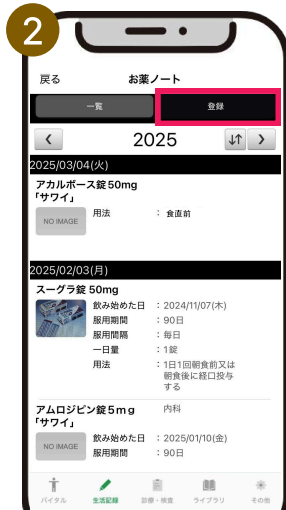 2
戻る お薬ノート
一覧 登録
2025
2025/03/04(火)
アカルボース錠50mg
「サワイ」
NO IMAGE
用法 : 食直前
2025/02/03(月)
スーグラ錠 50mg
飲み始めた日 : 2024/11/07(木)
服用期間 : 90日
服用間隔 : 毎日
一日量 : 1錠
用法 : 1日1回朝食前又は
朝食後に経口投与
する
アムロジピン錠5mg 内科
「サワイ」
NO IMAGE
飲み始めた日 : 2025/01/10(金)
服用期間 : 90日
バイタル 生活記録 診療・検査 ライブラリ その他